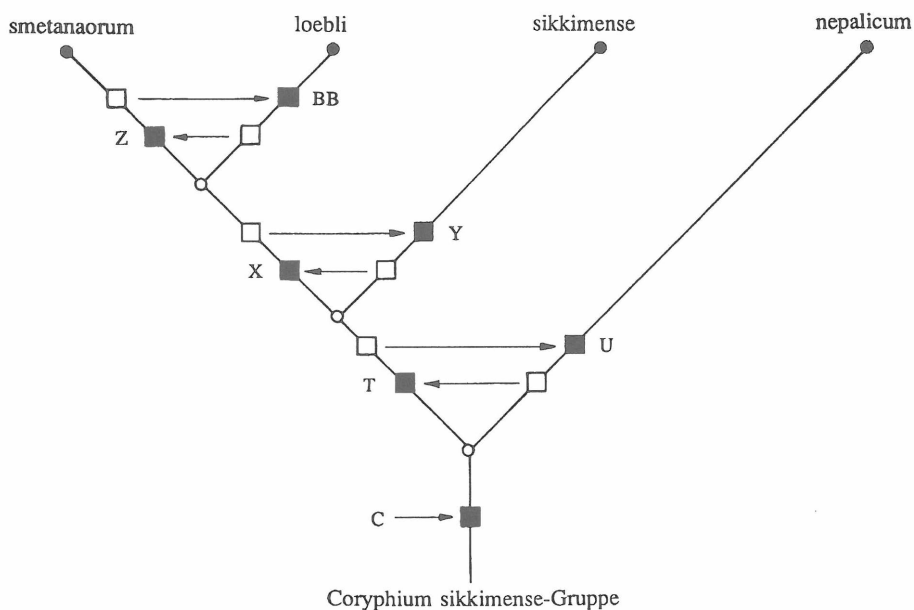 smetanaorum
loebli
sikkimense
nepalicum
BB
Z
Y
X
U
T
C
Coryphium sikkimense-Gruppe